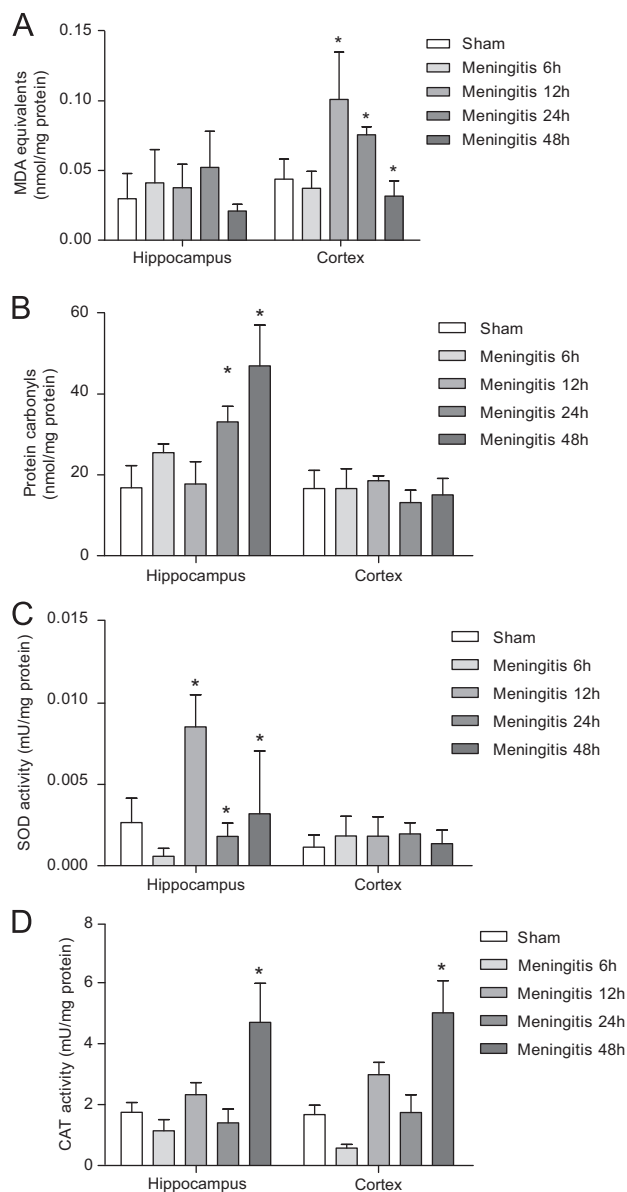 A
MDA equivalents
(nmol/mg protein)
0.15
0.10
0.05
0.00
*
*
*
Hippocampus
Cortex
Sham
Meningitis 6h
Meningitis 12h
Meningitis 24h
Meningitis 48h
B
Protein carbonyls
(nmol/mg protein)
60
40
20
0
*
*
Hippocampus
Cortex
Sham
Meningitis 6h
Meningitis 12h
Meningitis 24h
Meningitis 48h
C
SOD activity (mU/mg protein)
0.015
0.010
0.005
0.000
*
*
*
Hippocampus
Cortex
Sham
Meningitis 6h
Meningitis 12h
Meningitis 24h
Meningitis 48h
D
CAT activity (mU/mg protein)
8
6
4
2
0
*
*
Hippocampus
Cortex
Sham
Meningitis 6h
Meningitis 12h
Meningitis 24h
Meningitis 48h